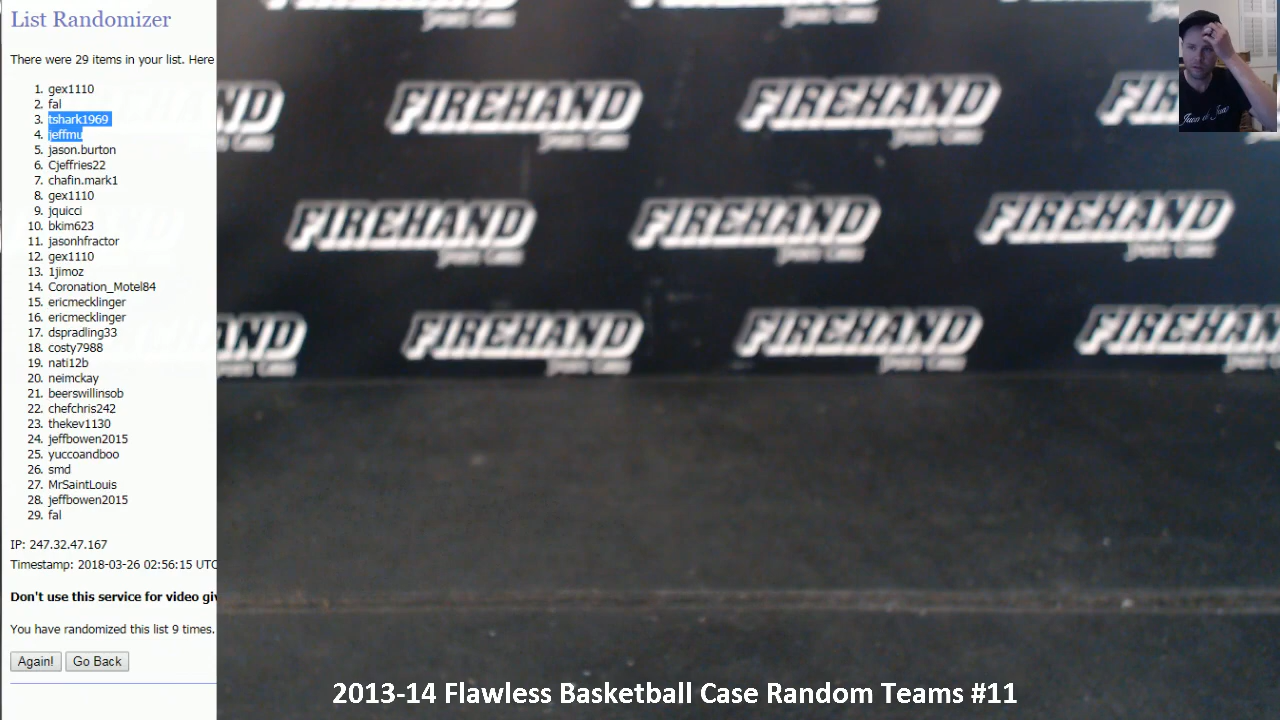 List Randomizer
There were 29 items in your list. Here
1. gex1110
2. fal
3. tshark1969
4. jeffmu
5. jason.burton
6. Cjeffries22
7. chafin.mark1
8. gex1110
9. jquicci
10. bkim623
11. jasonhfractor
12. gex1110
13. 1jimoz
14. Coronation_Motel84
15. ericmecklinger
16. ericmecklinger
17. dspradling33
18. costy7988
19. nati12b
20. neimckay
21. beerswillinsob
22. chefchris242
23. thekev1130
24. jeffbowen2015
25. yuccoandboo
26. smd
27. MrSaintLouis
28. jeffbowen2015
29. fal
IP: 247.32.47.167
Timestamp: 2018-03-26 02:56:15 UTC
Don't use this service for video giv
You have randomized this list 9 times.
Again! Go Back
FIREHAND FIREHAND
FIREHAND FIREHAND FIREHAND
FIREHAND FIREHAND FIREHAND
2013-14 Flawless Basketball Case Random Teams #11